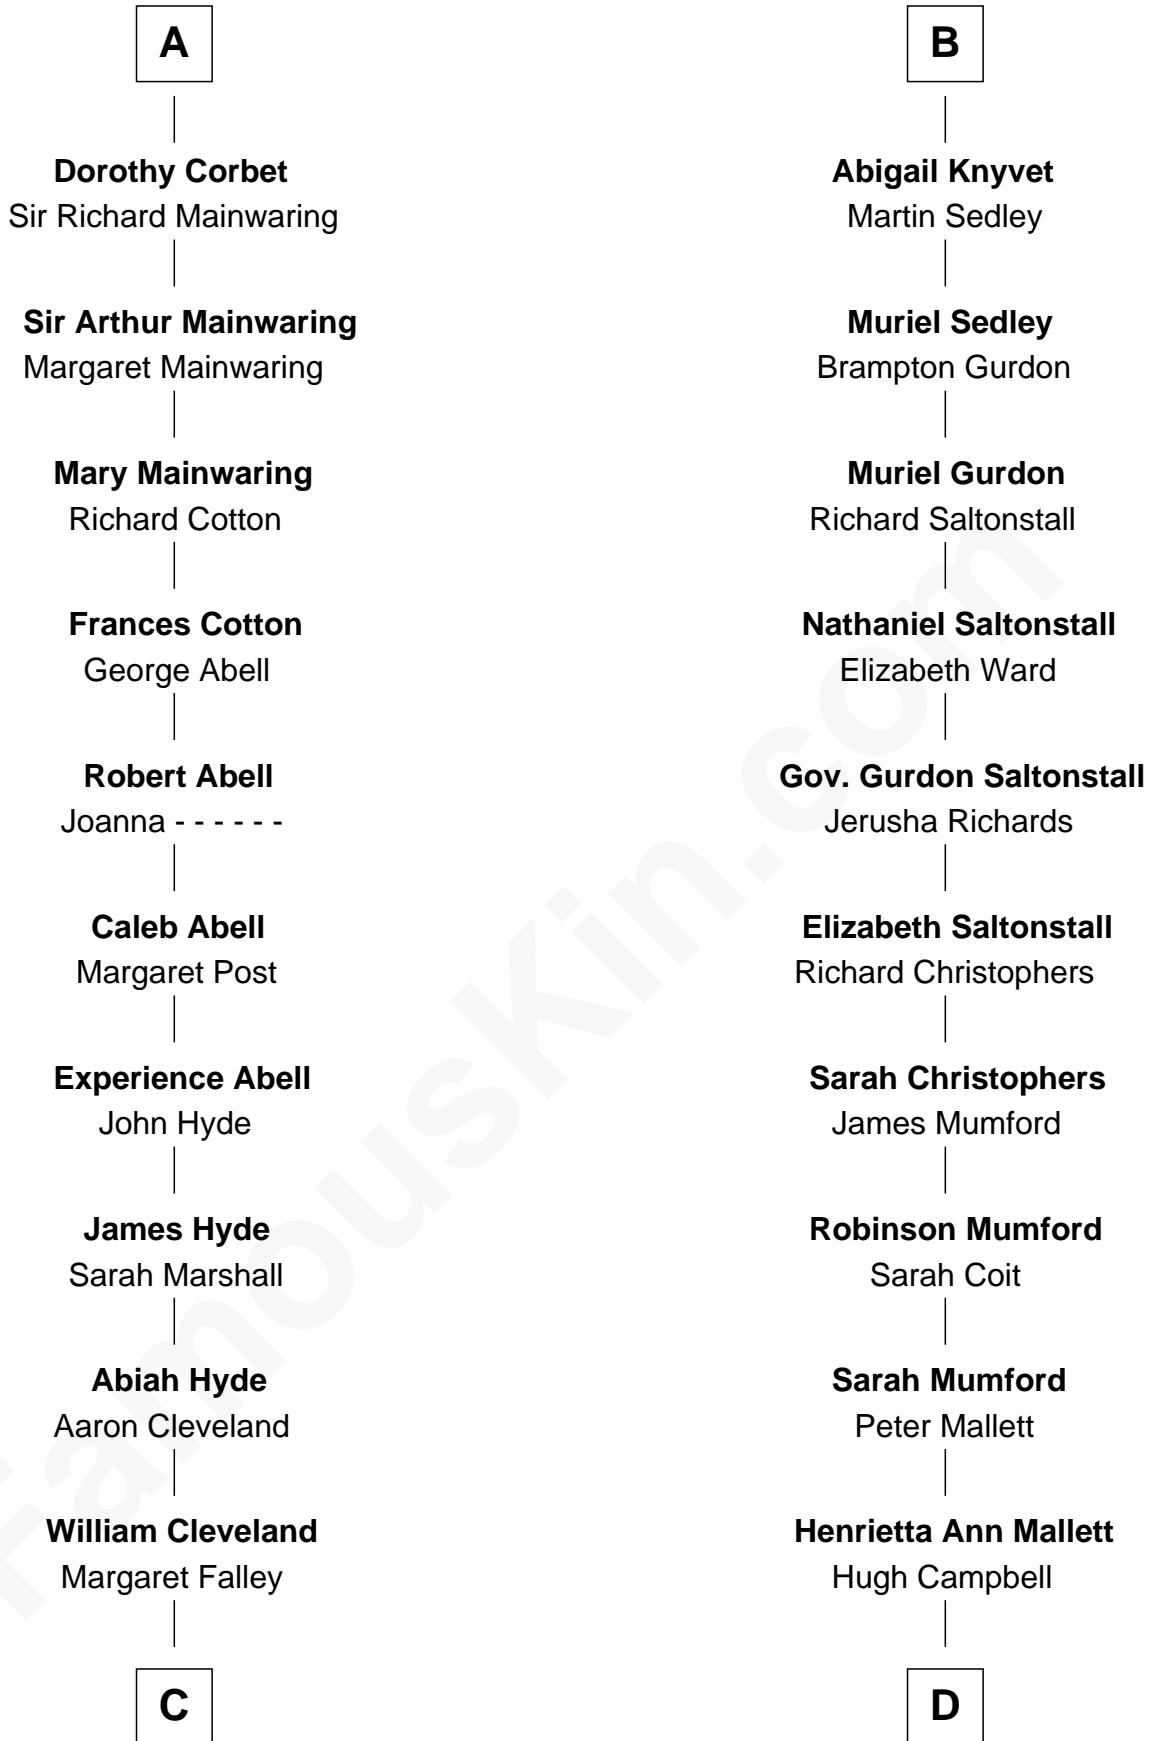 A
Dorothy Corbet
Sir Richard Mainwaring
Sir Arthur Mainwaring
Margaret Mainwaring
Mary Mainwaring
Richard Cotton
Frances Cotton
George Abell
Robert Abell
Joanna - - - - - -
Caleb Abell
Margaret Post
Experience Abell
John Hyde
James Hyde
Sarah Marshall
Abiah Hyde
Aaron Cleveland
William Cleveland
Margaret Falley
C
B
Abigail Knyvet
Martin Sedley
Muriel Sedley
Brampton Gurdon
Muriel Gurdon
Richard Saltonstall
Nathaniel Saltonstall
Elizabeth Ward
Gov. Gurdon Saltonstall
Jerusha Richards
Elizabeth Saltonstall
Richard Christophers
Sarah Christophers
James Mumford
Robinson Mumford
Sarah Coit
Sarah Mumford
Peter Mallett
Henrietta Ann Mallett
Hugh Campbell
D
FamousKin.com